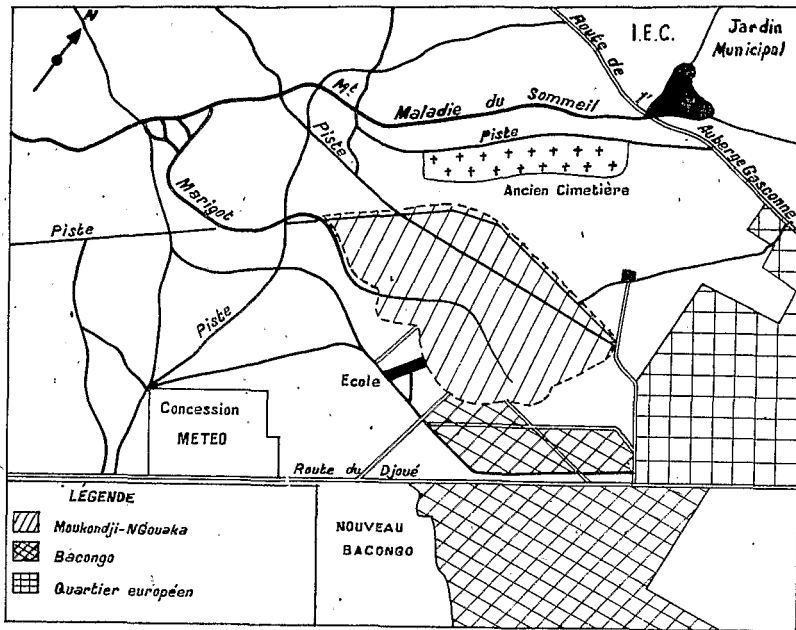 N
Route de l'
Auberge Gasconne
I.E.C.
Jardin
Municipal
Mt
Maladie du Sommeil
Piste
Piste
Ancien Cimetière
Marigot
Piste
Piste
Ecole
Concession
METEO
Route du Djoué
LÉGENDE
Moukondji-NGouaka
Bacongo
Quartier européen
NOUVEAU
BACONGO